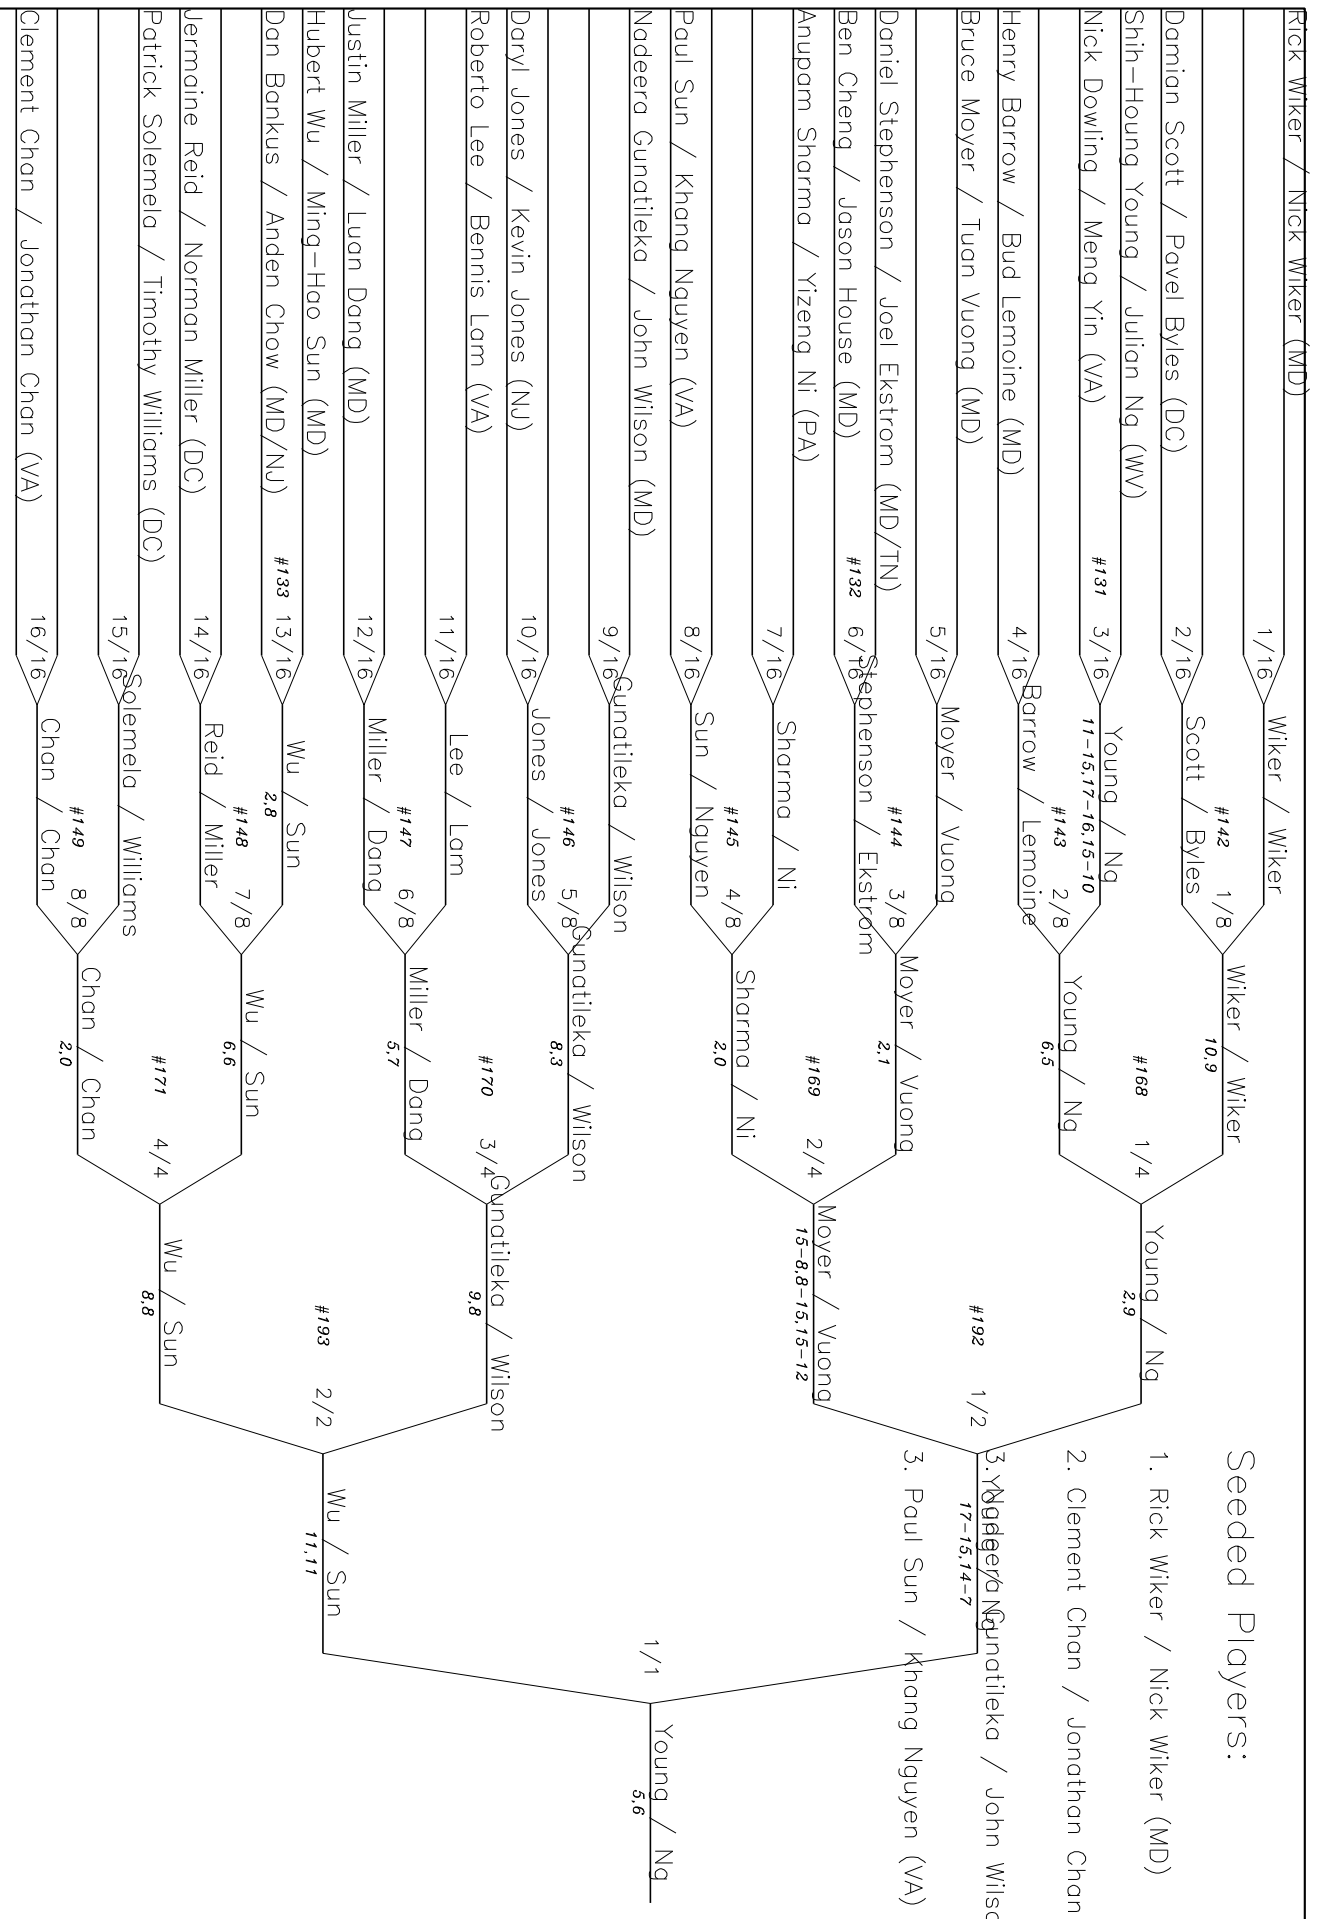 Rick Wiker / Nick Wiker (MD)
Damian Scott / Pavel Byles (DC)
Shih-Houng Young / Julian Ng (WV)
Nick Dowling / Meng Yin (VA)
Henry Barrow / Bud Lemoine (MD)
Bruce Moyer / Tuan Vuong (MD)
Daniel Stephenson / Joel Ekstrom (MD/TN)
Ben Cheng / Jason House (MD)
Anupam Sharma / Yizeng Ni (PA)
Paul Sun / Khang Nguyen (VA)
Nadeera Gunatileka / John Wilson (MD)
Daryl Jones / Kevin Jones (NJ)
Roberto Lee / Bennis Lam (VA)
Justin Miller / Luan Dang (MD)
Hubert Wu / Ming-Hao Sun (MD)
Dan Bankus / Anden Chow (MD/NJ)
Jermaine Reid / Norman Miller (DC)
Patrick Solemela / Timothy Williams (DC)
Clement Chan / Jonathan Chan (VA)
1/16
2/16
#131 3/16
4/16
5/16
#132 6/16
7/16
8/16
9/16
10/16
11/16
12/16
#133 13/16
14/16
15/16
16/16
Wiker / Wiker
#142 1/8
Scott / Byles
Young / Ng
11-15,17-16,15-10
#143 2/8
Barrow / Lemoine
Moyer / Vuong
#144 3/8
Stephenson / Ekstrom
Sharma / Ni
#145 4/8
Sun / Nguyen
Gunatileka / Wilson
#146 5/8
Jones / Jones
Lee / Lam
#147 6/8
Miller / Dang
Wu / Sun
2,8
#148 7/8
Reid / Miller
Solemela / Williams
#149 8/8
Chan / Chan
Wiker / Wiker
10,9
#168 1/4
Young / Ng
6,5
Moyer / Vuong
2,1
#169 2/4
Sharma / Ni
2,0
Gunatileka / Wilson
8,3
#170 3/4
Miller / Dang
5,7
Wu / Sun
6,6
#171 4/4
Chan / Chan
2,0
Young / Ng
2,9
#192 1/2
Moyer / Vuong
15-8,8-15,15-12
Gunatileka / Wilson
9,8
#193 2/2
Wu / Sun
8,8
Seeded Players:
1. Rick Wiker / Nick Wiker (MD)
2. Clement Chan / Jonathan Chan
3. Nadeera Gunatileka / John
3. Paul Sun / Khang Nguyen (VA)
Young / Ng
17-15,14-7
Wu / Sun
11,11
1/1
Young / Ng
5,6